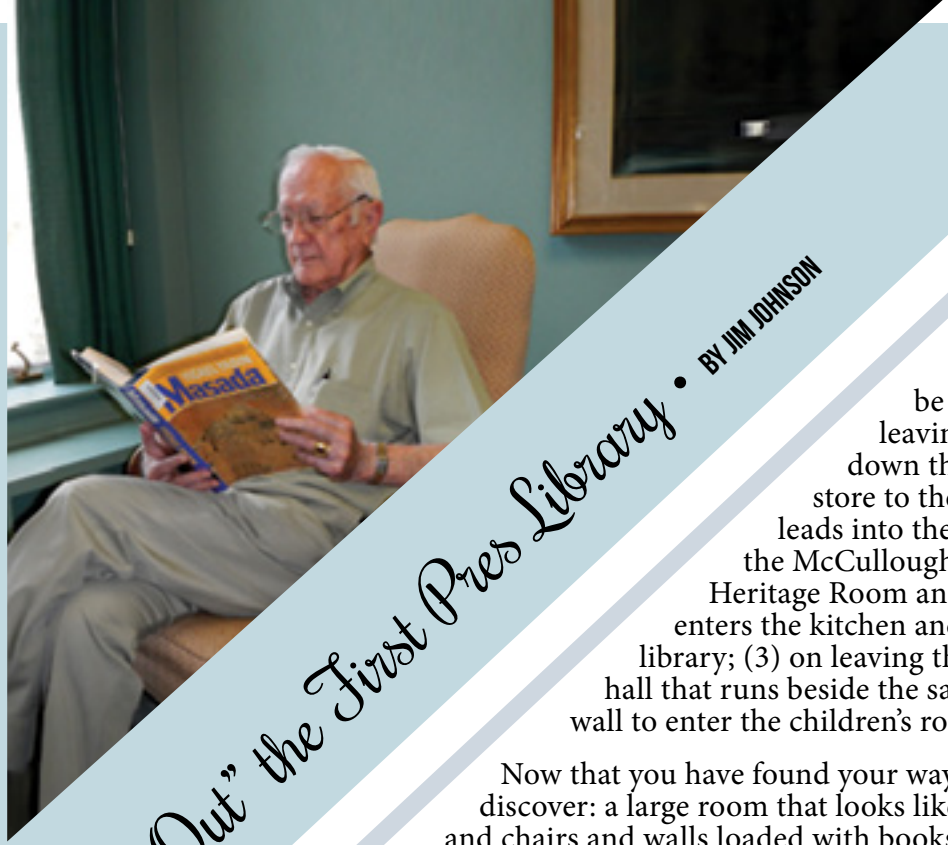 Masada
Out” the First Pres Library • BY JIM JOHNSON
be
leavin
down th
store to the
leads into the
the McCullough
Heritage Room an
enters the kitchen and
library; (3) on leaving th
hall that runs beside the sa
wall to enter the children’s ro
Now that you have found your way
discover: a large room that looks like
and chairs and walls loaded with books